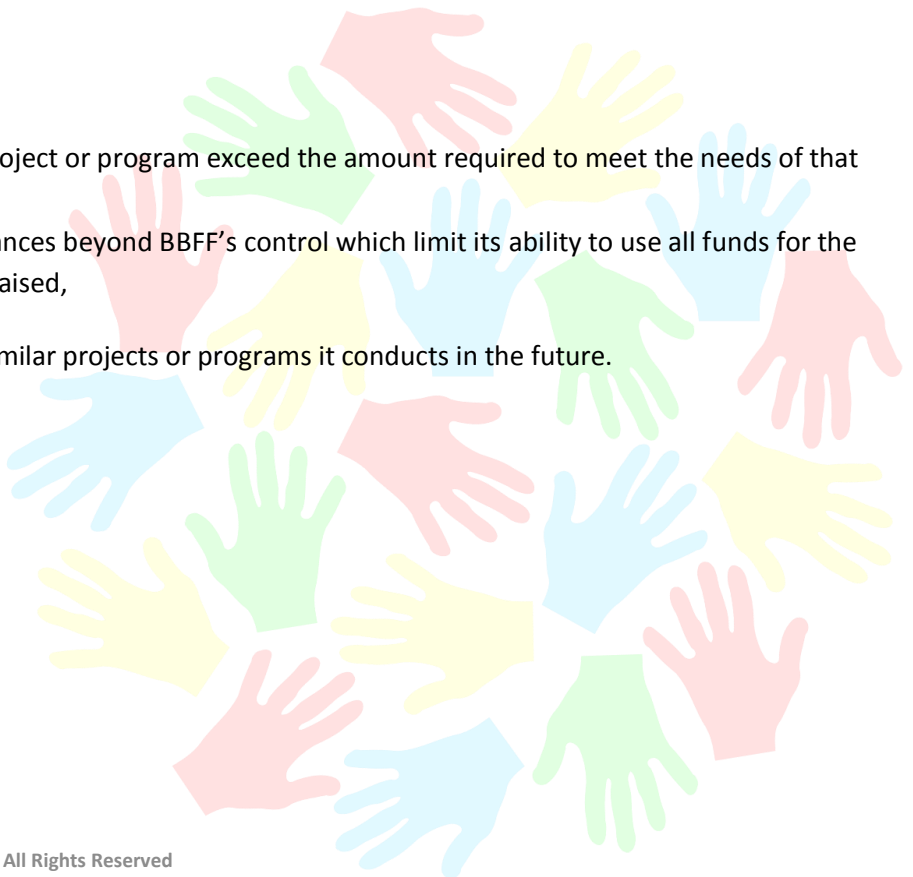 oject or program exceed the amount required to meet the needs of that
ances beyond BBFF’s control which limit its ability to use all funds for the
aised,
milar projects or programs it conducts in the future.
All Rights Reserved